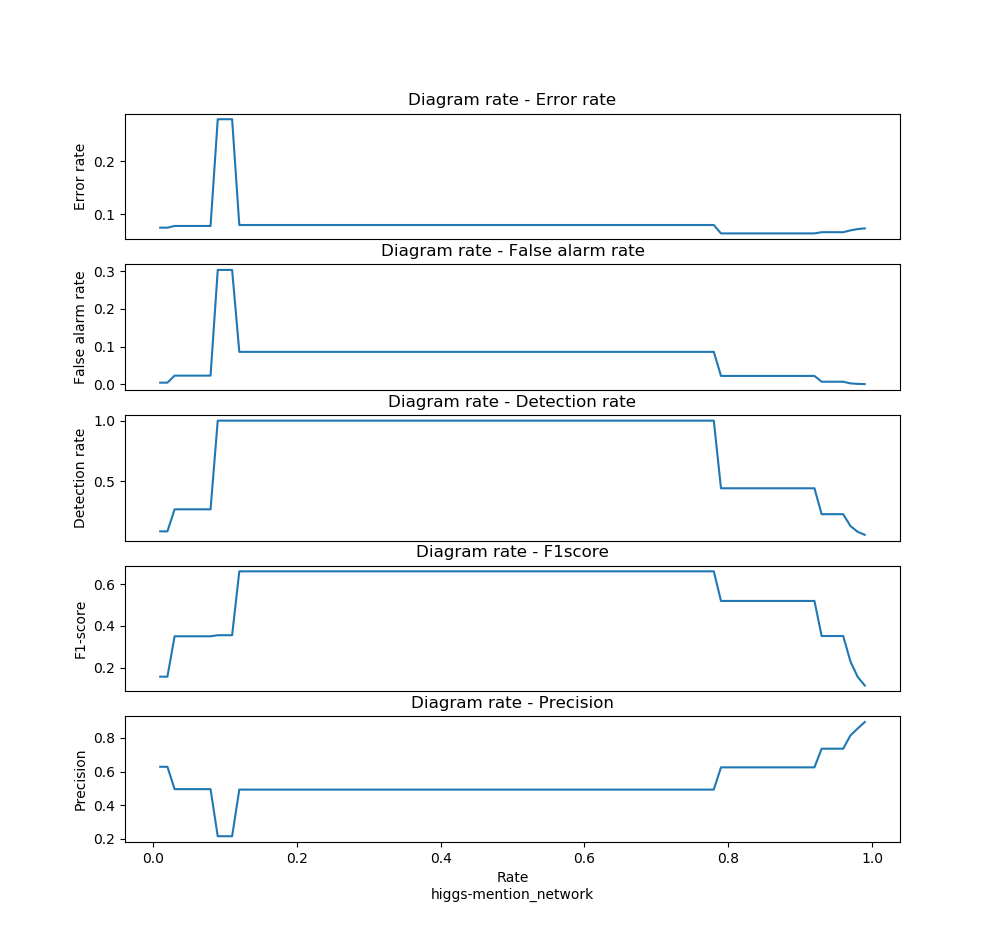 Diagram rate - Error rate
Error rate
0.2
0.1
Diagram rate - False alarm rate
False alarm rate
0.3
0.2
0.1
0.0
Diagram rate - Detection rate
Detection rate
1.0
0.5
Diagram rate - F1score
F1-score
0.6
0.4
0.2
Diagram rate - Precision
Precision
0.8
0.6
0.4
0.2
0.0 0.2 0.4 0.6 0.8 1.0
Rate
higgs-mention_network